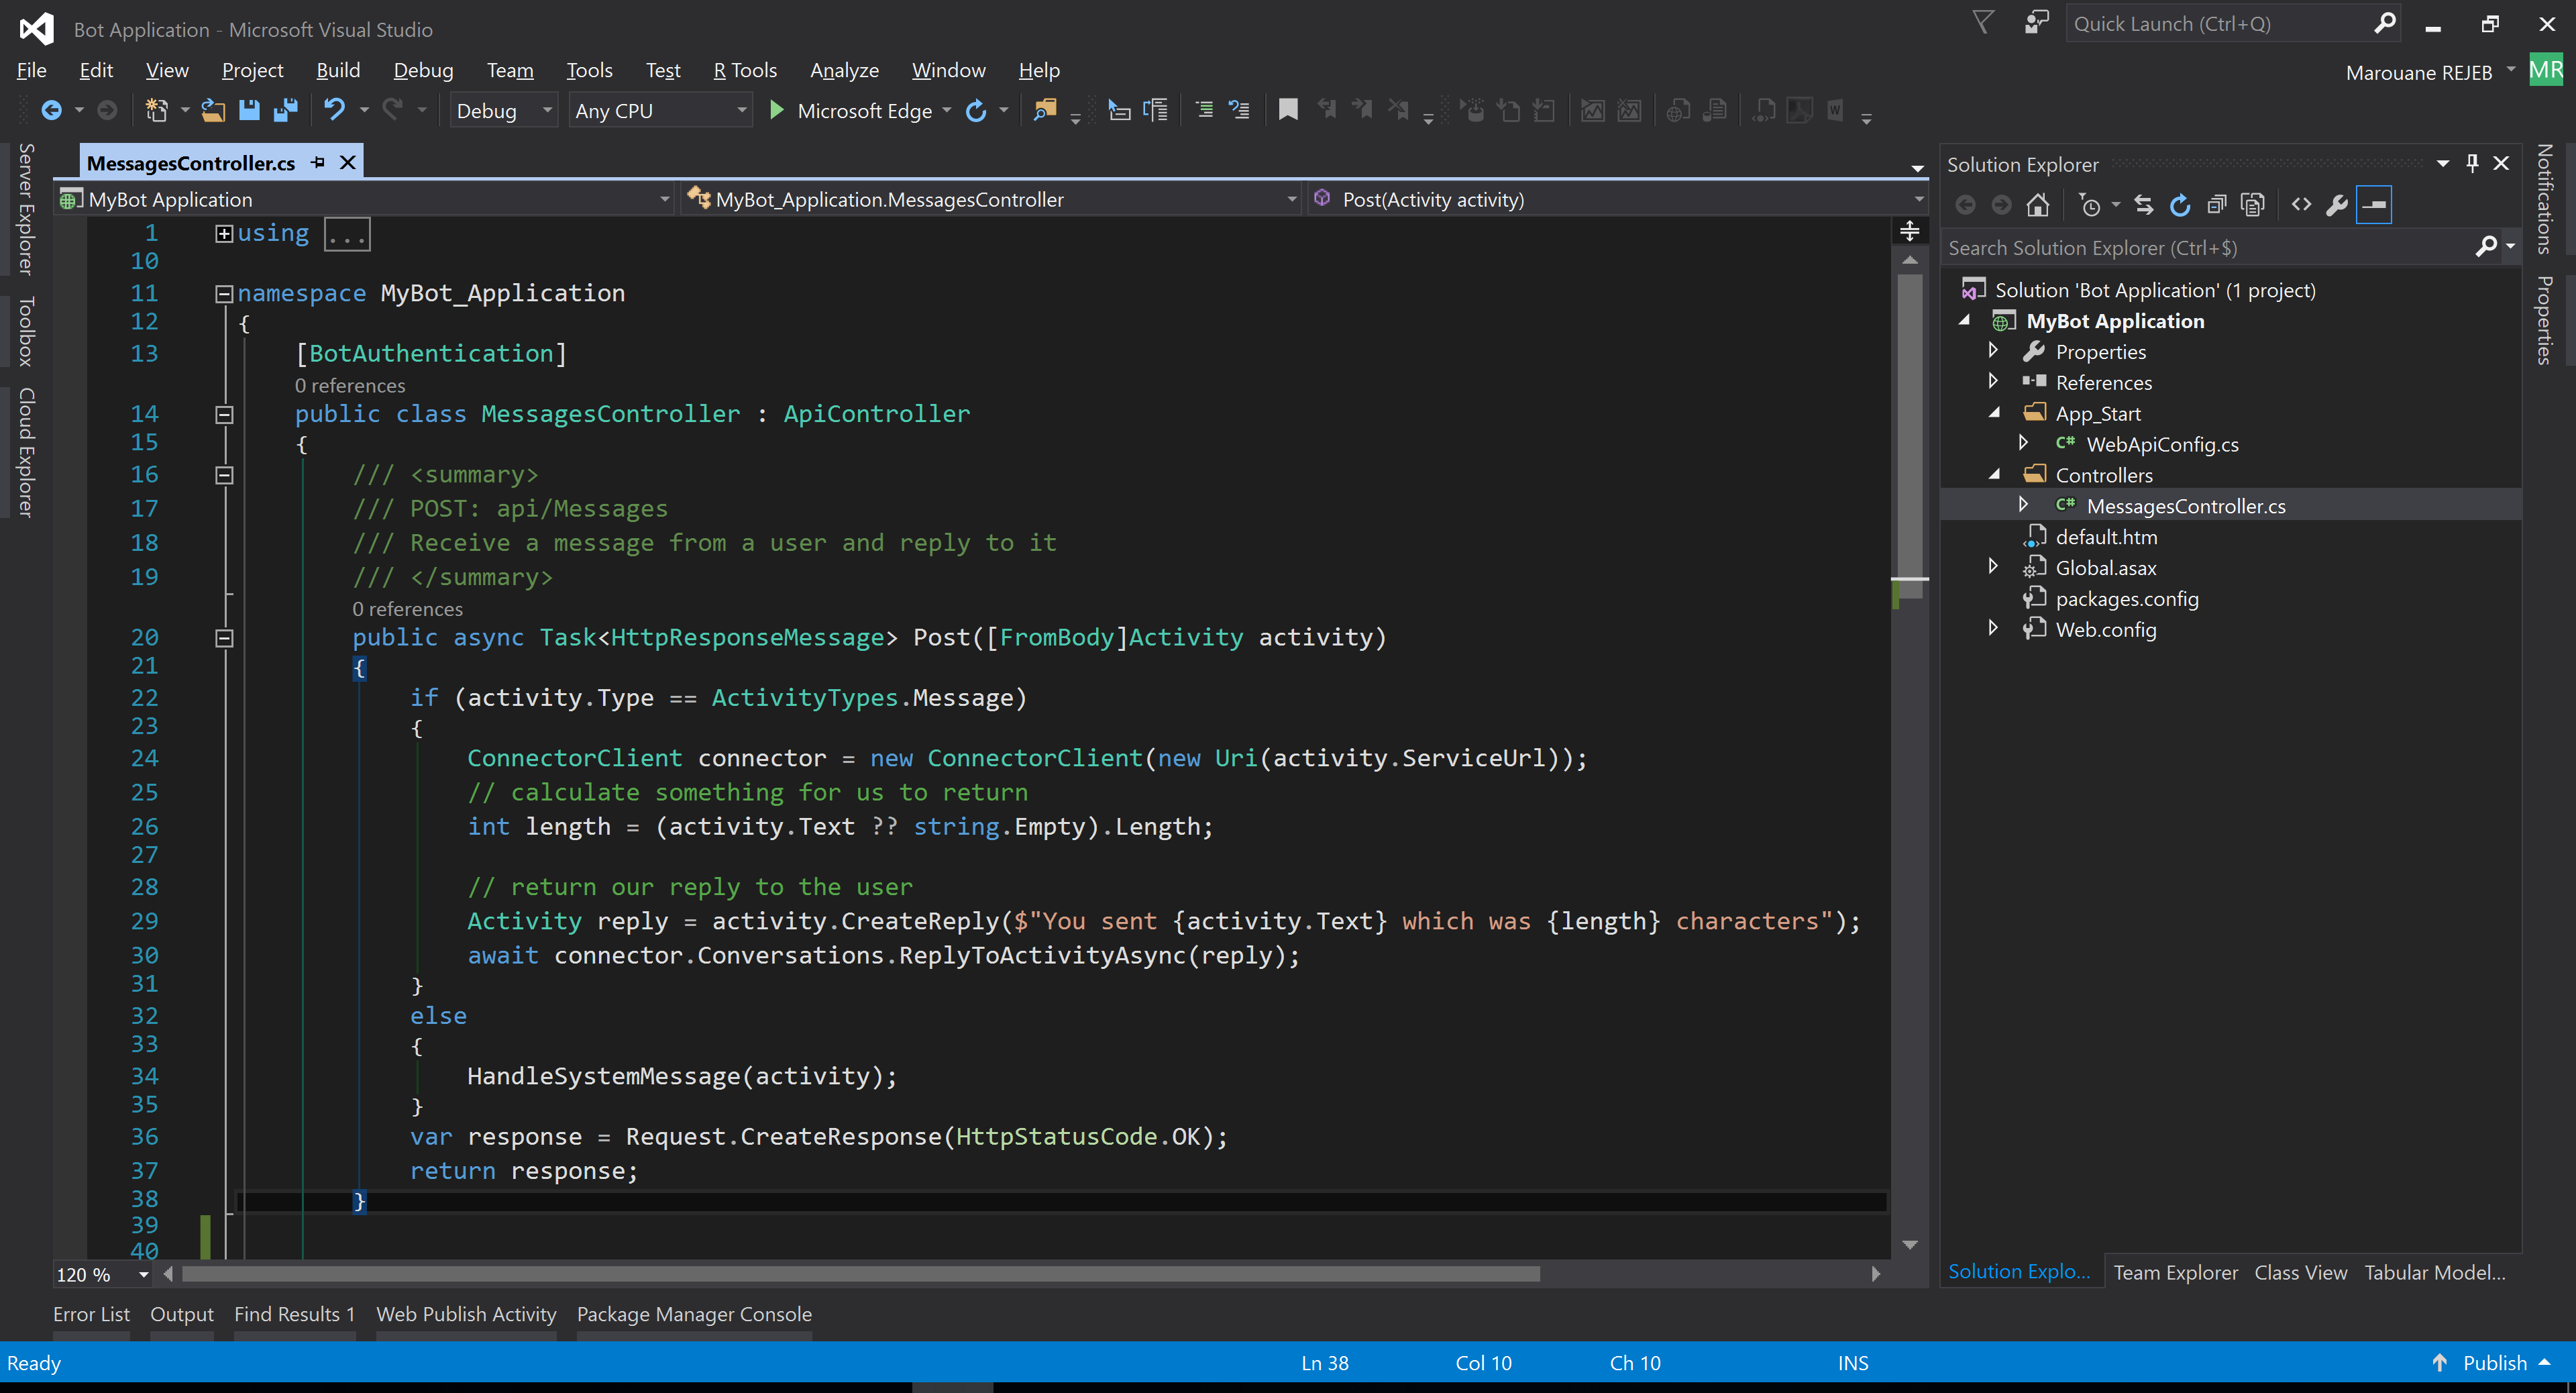 Bot Application - Microsoft Visual Studio
Quick Launch (Ctrl+Q)
File Edit View Project Build Debug Team Tools Test R Tools Analyze Window Help
Marouane REJEB MR
Debug Any CPU Microsoft Edge
Server Explorer
Toolbox
Cloud Explorer
MessagesController.cs
MyBot Application MyBot_Application.MessagesController Post(Activity activity)
1 using ...
10
11 namespace MyBot_Application
12 {
13 [BotAuthentication]
0 references
14 public class MessagesController : ApiController
15 {
16 /// <summary>
17 /// POST: api/Messages
18 /// Receive a message from a user and reply to it
19 /// </summary>
0 references
20 public async Task<HttpResponseMessage> Post([FromBody]Activity activity)
21 {
22 if (activity.Type == ActivityTypes.Message)
23 {
24 ConnectorClient connector = new ConnectorClient(new Uri(activity.ServiceUrl));
25 // calculate something for us to return
26 int length = (activity.Text ?? string.Empty).Length;
27
28 // return our reply to the user
29 Activity reply = activity.CreateReply($"You sent {activity.Text} which was {length} characters");
30 await connector.Conversations.ReplyToActivityAsync(reply);
31 }
32 else
33 {
34 HandleSystemMessage(activity);
35 }
36 var response = Request.CreateResponse(HttpStatusCode.OK);
37 return response;
38 }
39
40
120 %
Solution Explorer
Search Solution Explorer (Ctrl+$)
Solution 'Bot Application' (1 project)
MyBot Application
Properties
References
App_Start
C# WebApiConfig.cs
Controllers
C# MessagesController.cs
default.htm
Global.asax
packages.config
Web.config
Solution Explo... Team Explorer Class View Tabular Model...
Notifications
Properties
Error List Output Find Results 1 Web Publish Activity Package Manager Console
Ready Ln 38 Col 10 Ch 10 INS Publish